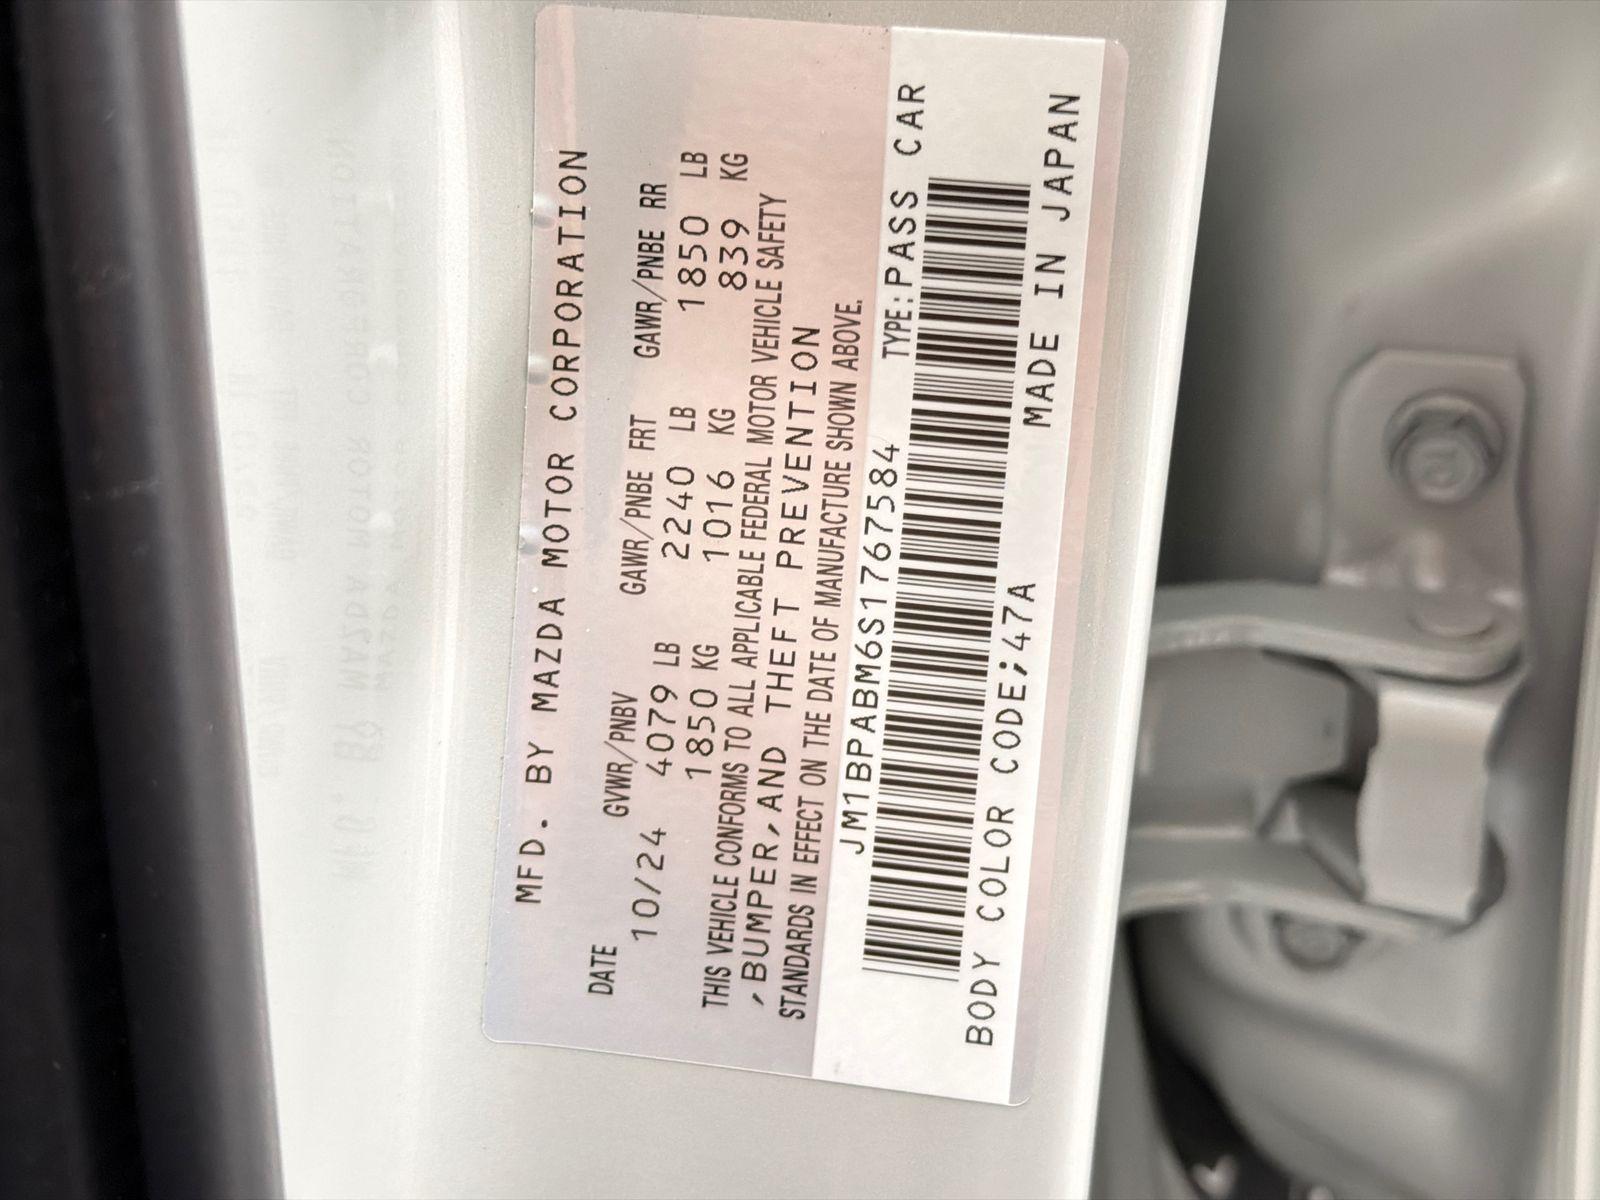 MFD. BY MAZDA MOTOR CORPORATION
DATE GVWR/PNBV GAWR/PNBE FRT GAWR/PNBE RR
10/24 4079 LB 2240 LB 1850 LB
1850 KG 1016 KG 839 KG
THIS VEHICLE CONFORMS TO ALL APPLICABLE FEDERAL MOTOR VEHICLE SAFETY
,BUMPER,AND THEFT PREVENTION
STANDARDS IN EFFECT ON THE DATE OF MANUFACTURE SHOWN ABOVE.
JM1BPABM6S1767584 TYPE:PASS CAR
BODY COLOR CODE;47A MADE IN JAPAN